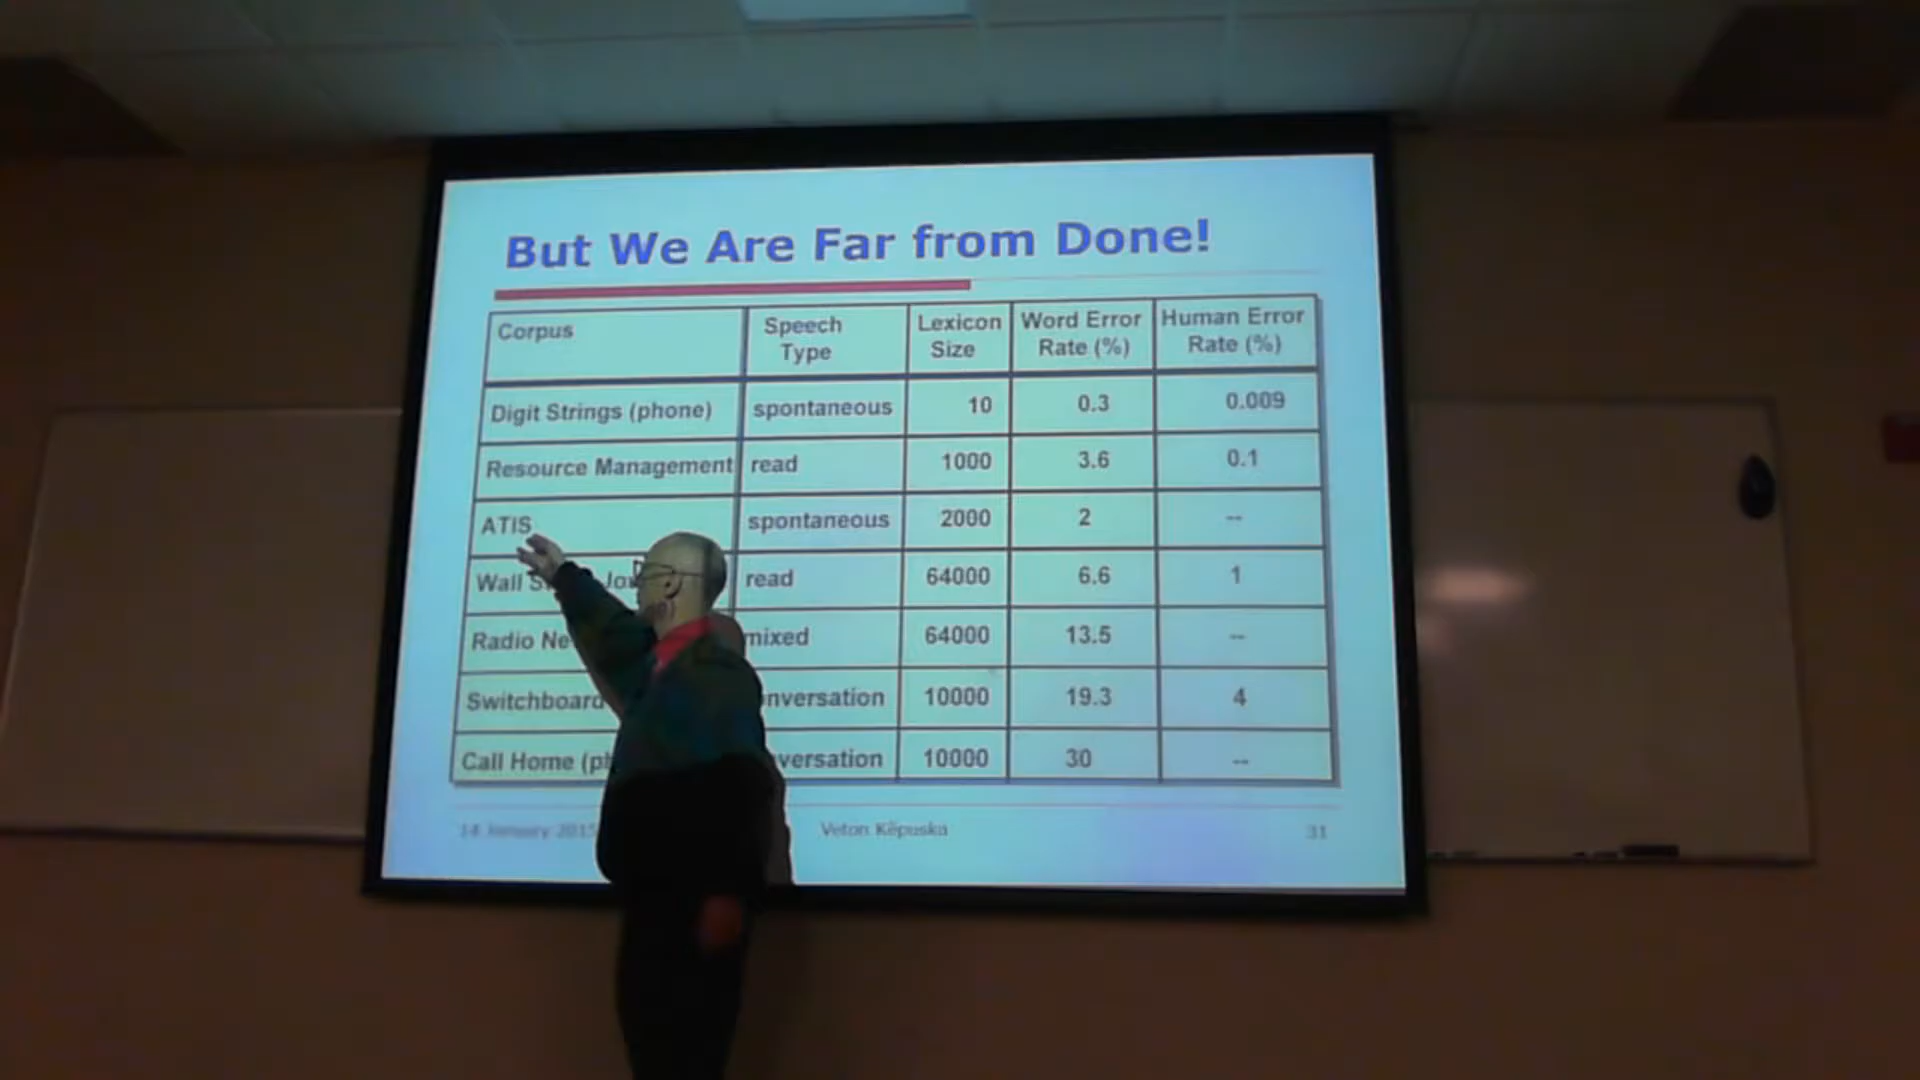 But We Are Far from Done!
Corpus Speech Type Lexicon Size Word Error Rate (%) Human Error Rate (%)
Digit Strings (phone) spontaneous 10 0.3 0.009
Resource Management read 1000 3.6 0.1
ATIS spontaneous 2000 2 --
Wall read 64000 6.6 1
Radio mixed 64000 13.5 --
Switchboard 10000 19.3 4
Call Home 10000 30 --
14 January 2015 Veton Këpuska 31